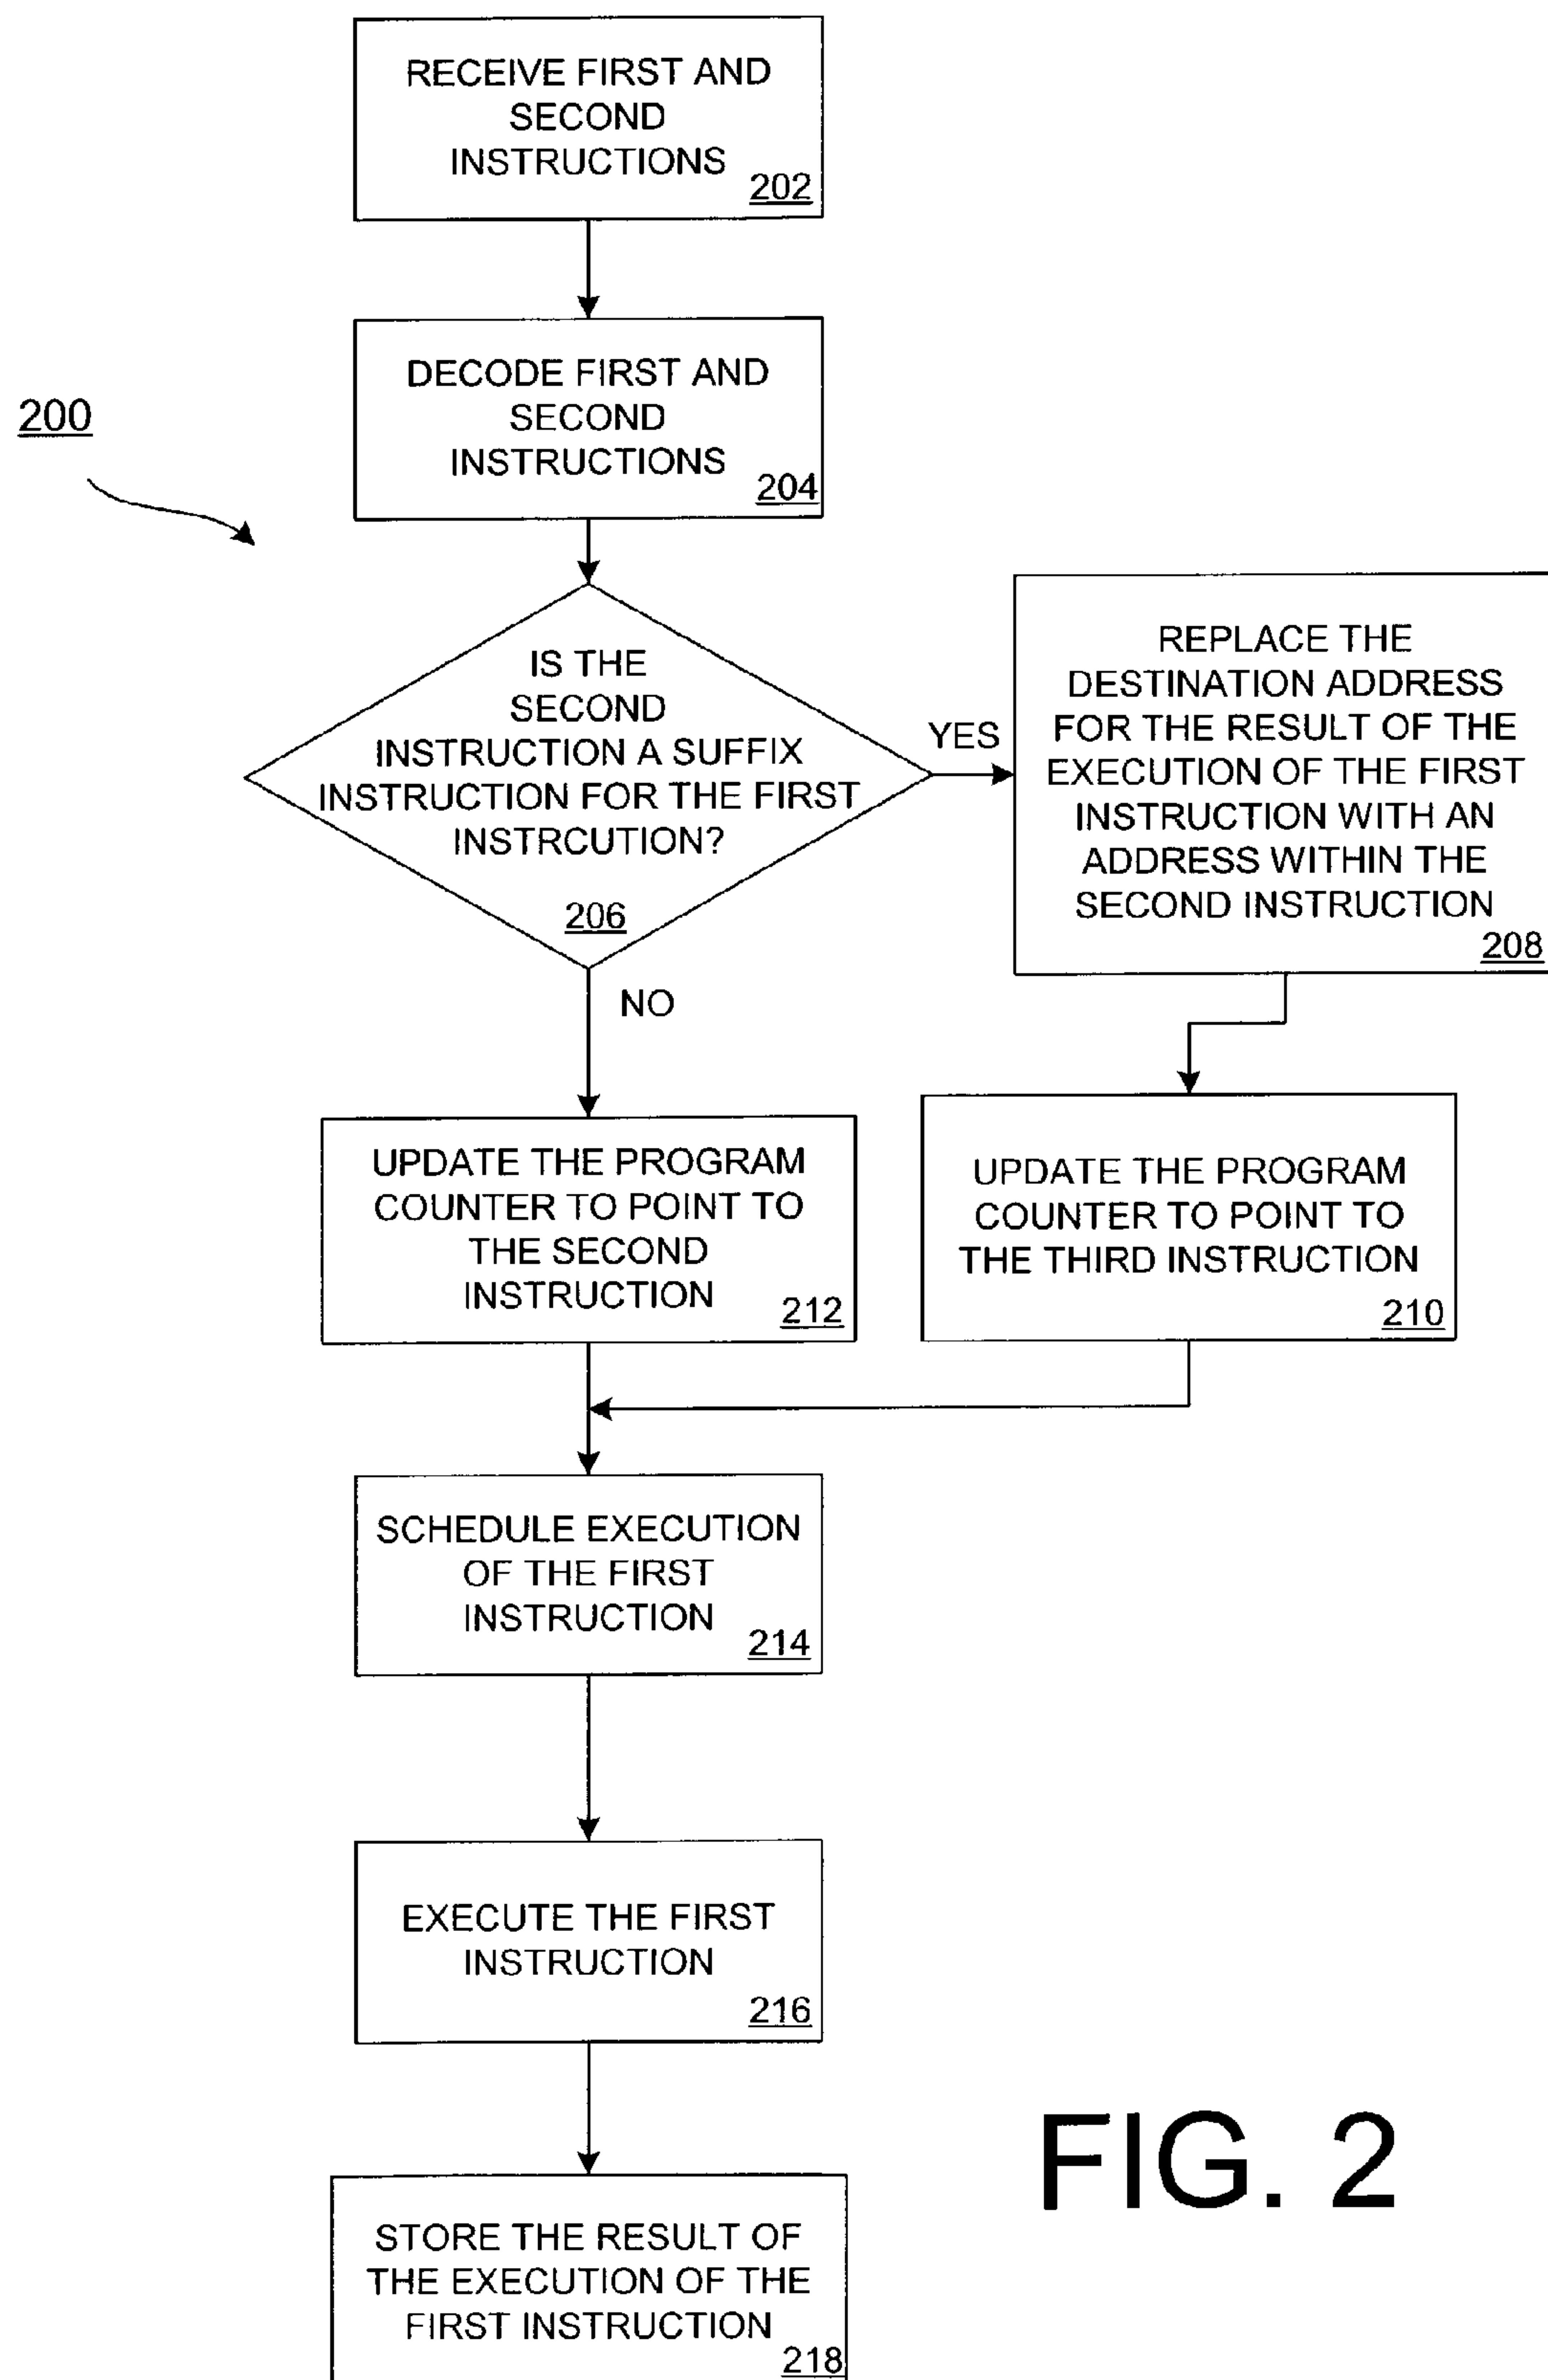 RECEIVE FIRST AND
SECOND
INSTRUCTIONS
202
DECODE FIRST AND
SECOND
INSTRUCTIONS
204
200
IS THE
SECOND
INSTRUCTION A SUFFIX
INSTRUCTION FOR THE FIRST
INSTRCUTION?
206
YES
REPLACE THE
DESTINATION ADDRESS
FOR THE RESULT OF THE
EXECUTION OF THE FIRST
INSTRUCTION WITH AN
ADDRESS WITHIN THE
SECOND INSTRUCTION
208
NO
UPDATE THE PROGRAM
COUNTER TO POINT TO
THE SECOND
INSTRUCTION
212
UPDATE THE PROGRAM
COUNTER TO POINT TO
THE THIRD INSTRUCTION
210
SCHEDULE EXECUTION
OF THE FIRST
INSTRUCTION
214
EXECUTE THE FIRST
INSTRUCTION
216
STORE THE RESULT OF
THE EXECUTION OF THE
FIRST INSTRUCTION
218
FIG. 2